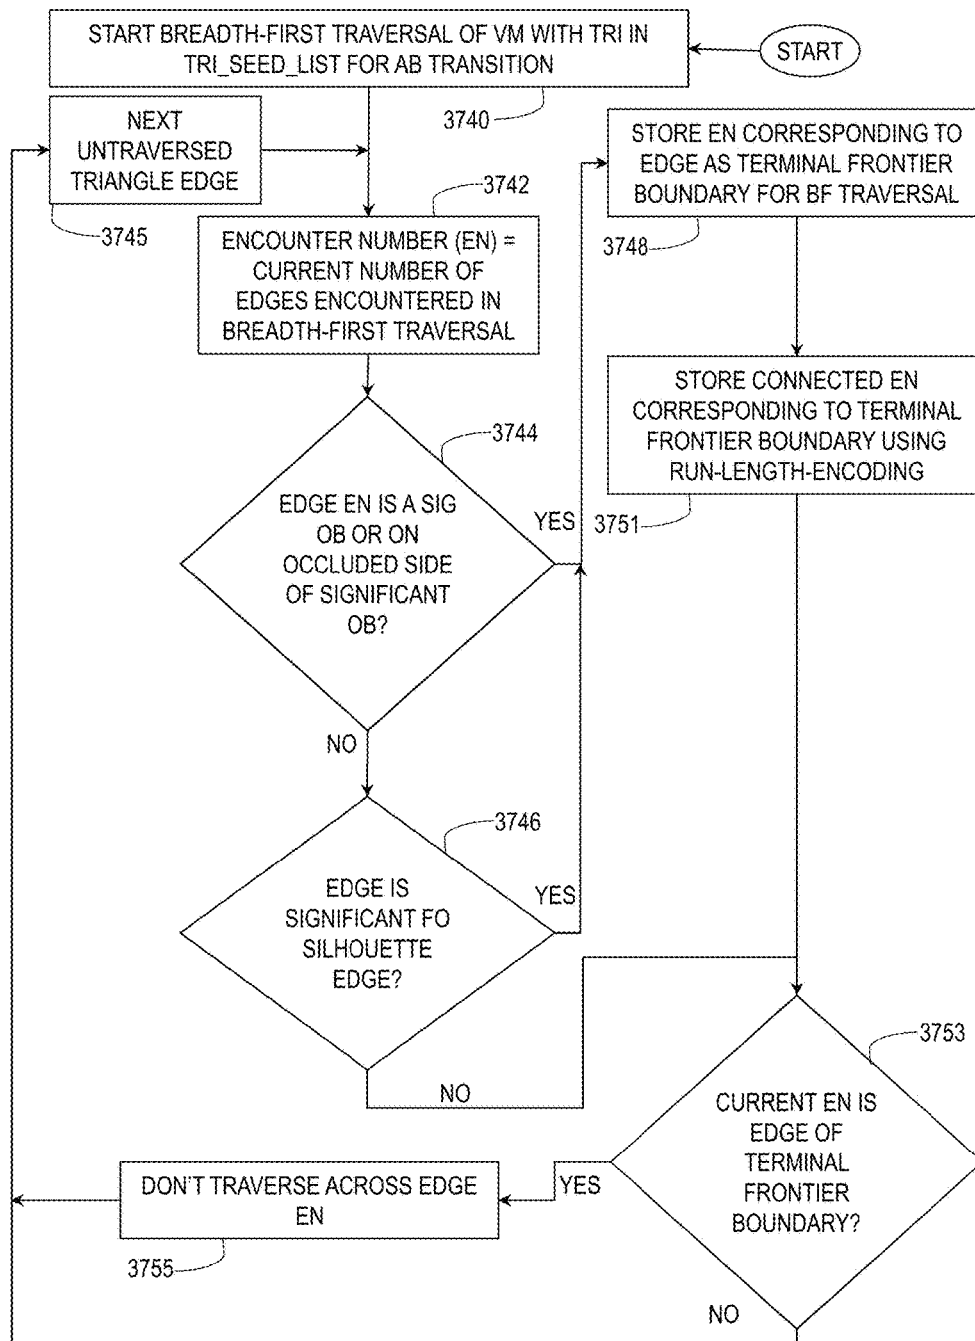 START BREADTH-FIRST TRAVERSAL OF VM WITH TRI IN
TRI_SEED_LIST FOR AB TRANSITION
START
3740
NEXT
UNTRAVERSED
TRIANGLE EDGE
3745
STORE EN CORRESPONDING TO
EDGE AS TERMINAL FRONTIER
BOUNDARY FOR BF TRAVERSAL
3748
3742
ENCOUNTER NUMBER (EN) =
CURRENT NUMBER OF
EDGES ENCOUNTERED IN
BREADTH-FIRST TRAVERSAL
STORE CONNECTED EN
CORRESPONDING TO TERMINAL
FRONTIER BOUNDARY USING
RUN-LENGTH-ENCODING
3751
3744
EDGE EN IS A SIG
OB OR ON
OCCLUDED SIDE
OF SIGNIFICANT
OB?
YES
NO
3746
EDGE IS
SIGNIFICANT FO
SILHOUETTE
EDGE?
YES
NO
3753
CURRENT EN IS
EDGE OF
TERMINAL
FRONTIER
BOUNDARY?
YES
DON'T TRAVERSE ACROSS EDGE
EN
3755
NO